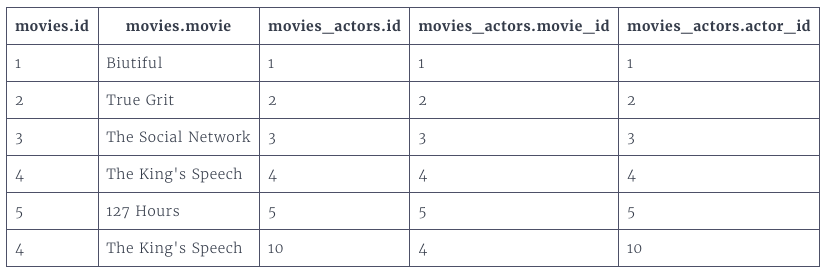 movies.id movies.movie movies_actors.id movies_actors.movie_id movies_actors.actor_id
1 Biutiful 1 1 1
2 True Grit 2 2 2
3 The Social Network 3 3 3
4 The King's Speech 4 4 4
5 127 Hours 5 5 5
4 The King's Speech 10 4 10